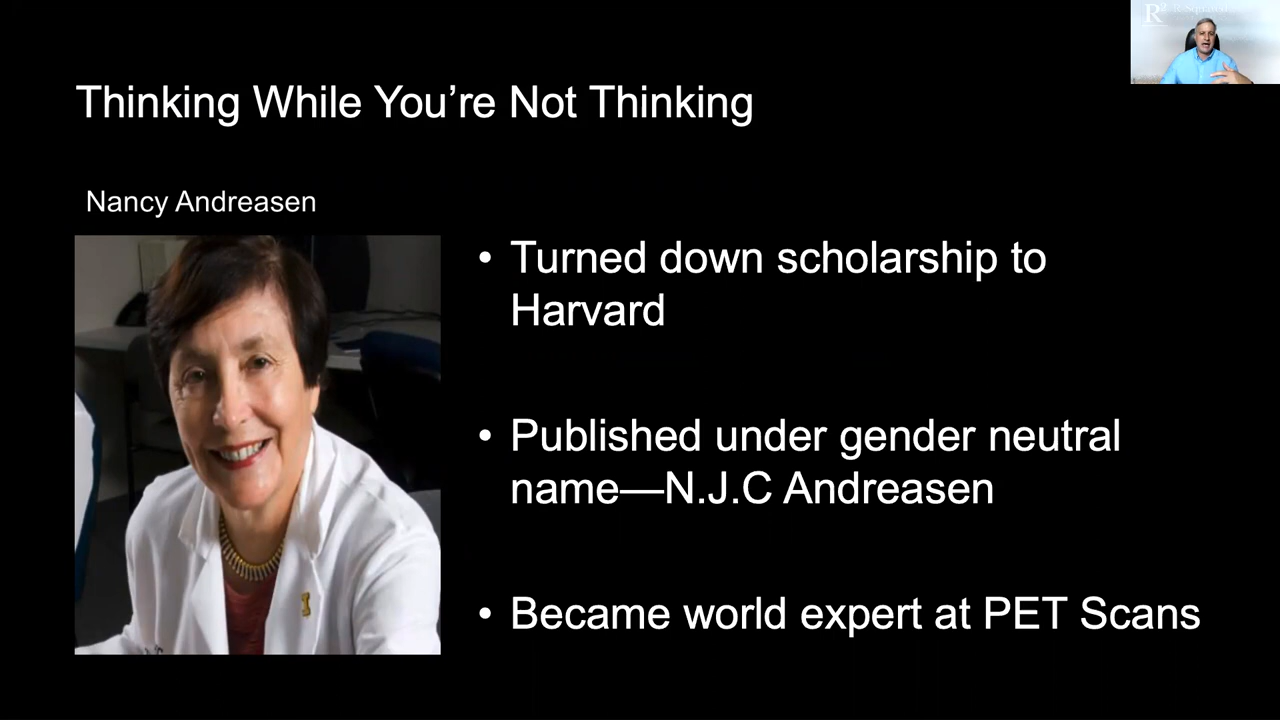 Thinking While You're Not Thinking
Nancy Andreasen
• Turned down scholarship to
Harvard
• Published under gender neutral
name—N.J.C Andreasen
• Became world expert at PET Scans